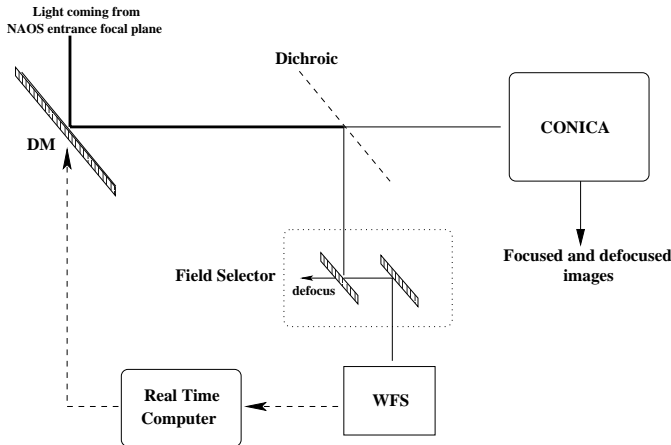 Light coming from
NAOS entrance focal plane
Dichroic
CONICA
DM
Focused and defocused
images
Field Selector
defocus
Real Time
Computer
WFS